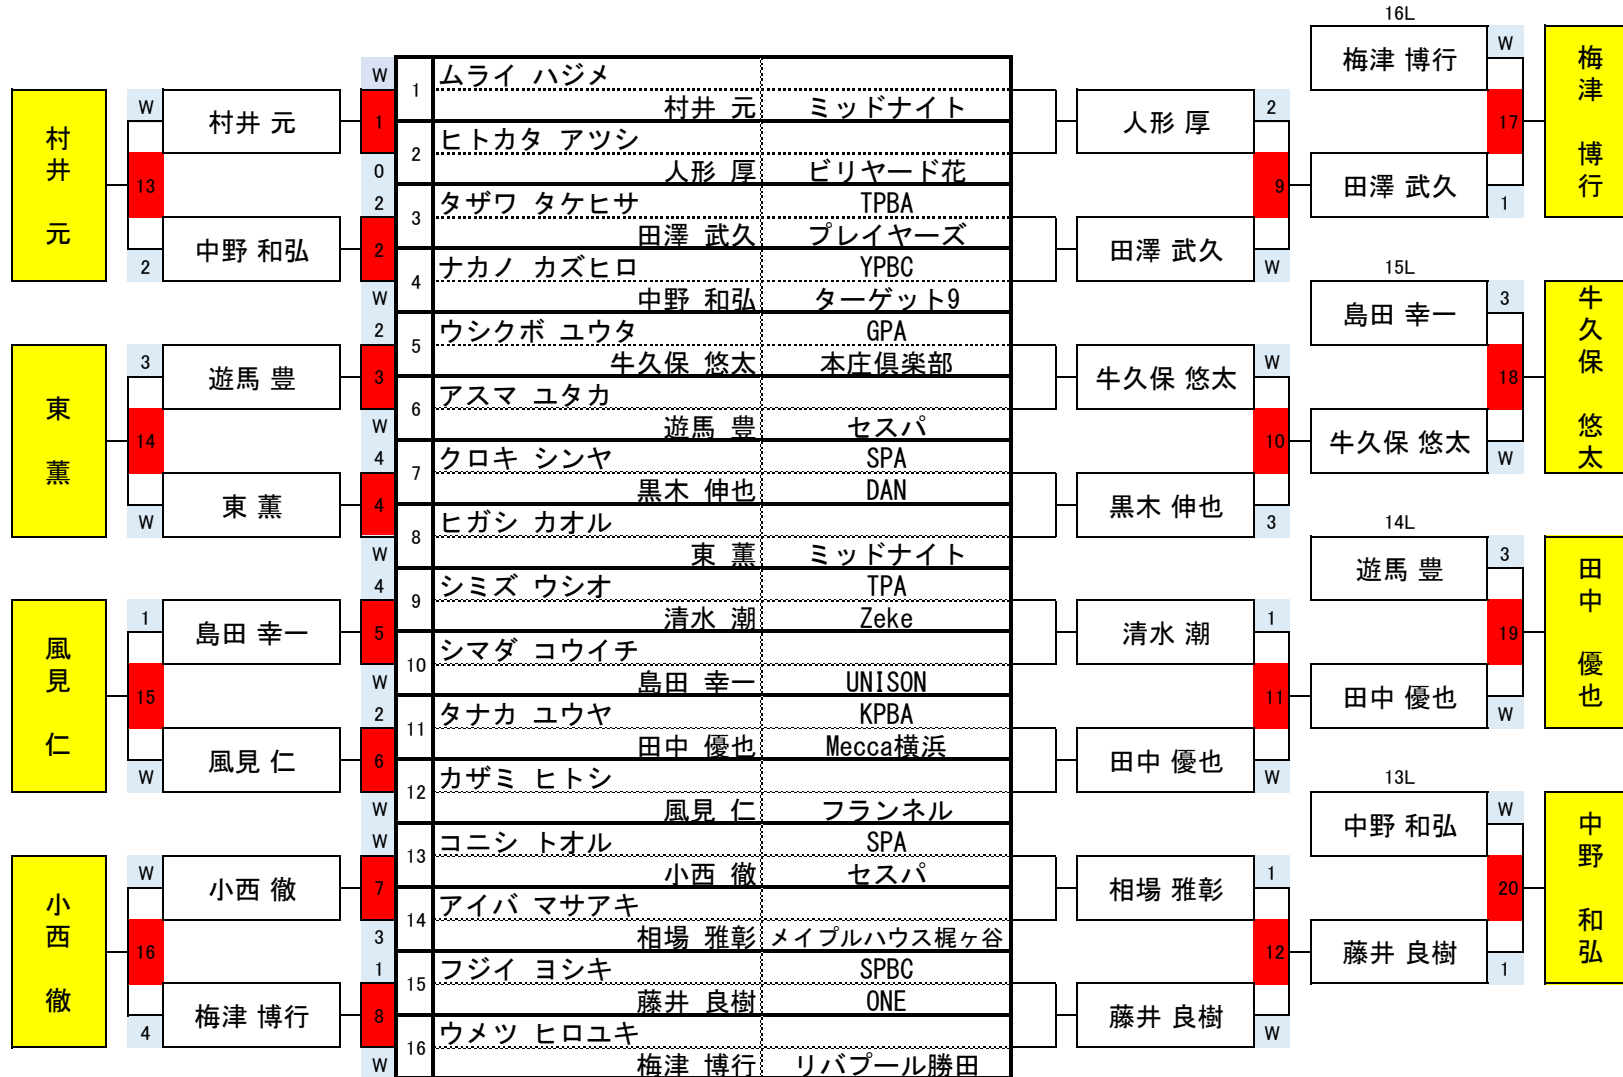 16L
W
梅津 博行
17
田澤 武久
1
梅津 博行
15L
3
島田 幸一
18
牛久保 悠太
W
牛久保 悠太
14L
3
遊馬 豊
19
田中 優也
W
田中 優也
13L
W
中野 和弘
20
藤井 良樹
1
中野 和弘
村井 元
W
13
2
村井 元
中野 和弘
東 薫
3
14
W
遊馬 豊
東 薫
風見 仁
1
15
W
島田 幸一
風見 仁
小西 徹
W
16
4
小西 徹
梅津 博行
W
1
0
2
2
W
2
3
W
4
4
W
4
5
W
2
6
W
W
7
3
1
8
W
1
ムライ ハジメ
村井 元 ミッドナイト
2
ヒトカタ アツシ
人形 厚 ビリヤード花
3
タザワ タケヒサ TPBA
田澤 武久 プレイヤーズ
4
ナカノ カズヒロ YPBC
中野 和弘 ターゲット9
5
ウシクボ ユウタ GPA
牛久保 悠太 本庄倶楽部
6
アスマ ユタカ
遊馬 豊 セスパ
7
クロキ シンヤ SPA
黒木 伸也 DAN
8
ヒガシ カオル
東 薫 ミッドナイト
9
シミズ ウシオ TPA
清水 潮 Zeke
10
シマダ コウイチ
島田 幸一 UNISON
11
タナカ ユウヤ KPBA
田中 優也 Mecca横浜
12
カザミ ヒトシ
風見 仁 フランネル
13
コニシ トオル SPA
小西 徹 セスパ
14
アイバ マサアキ
相場 雅彰 メイプルハウス梶ヶ谷
15
フジイ ヨシキ SPBC
藤井 良樹 ONE
16
ウメツ ヒロユキ
梅津 博行 リバプール勝田
人形 厚
2
9
田澤 武久
W
牛久保 悠太
W
10
黒木 伸也
3
清水 潮
1
11
田中 優也
W
相場 雅彰
1
12
藤井 良樹
W